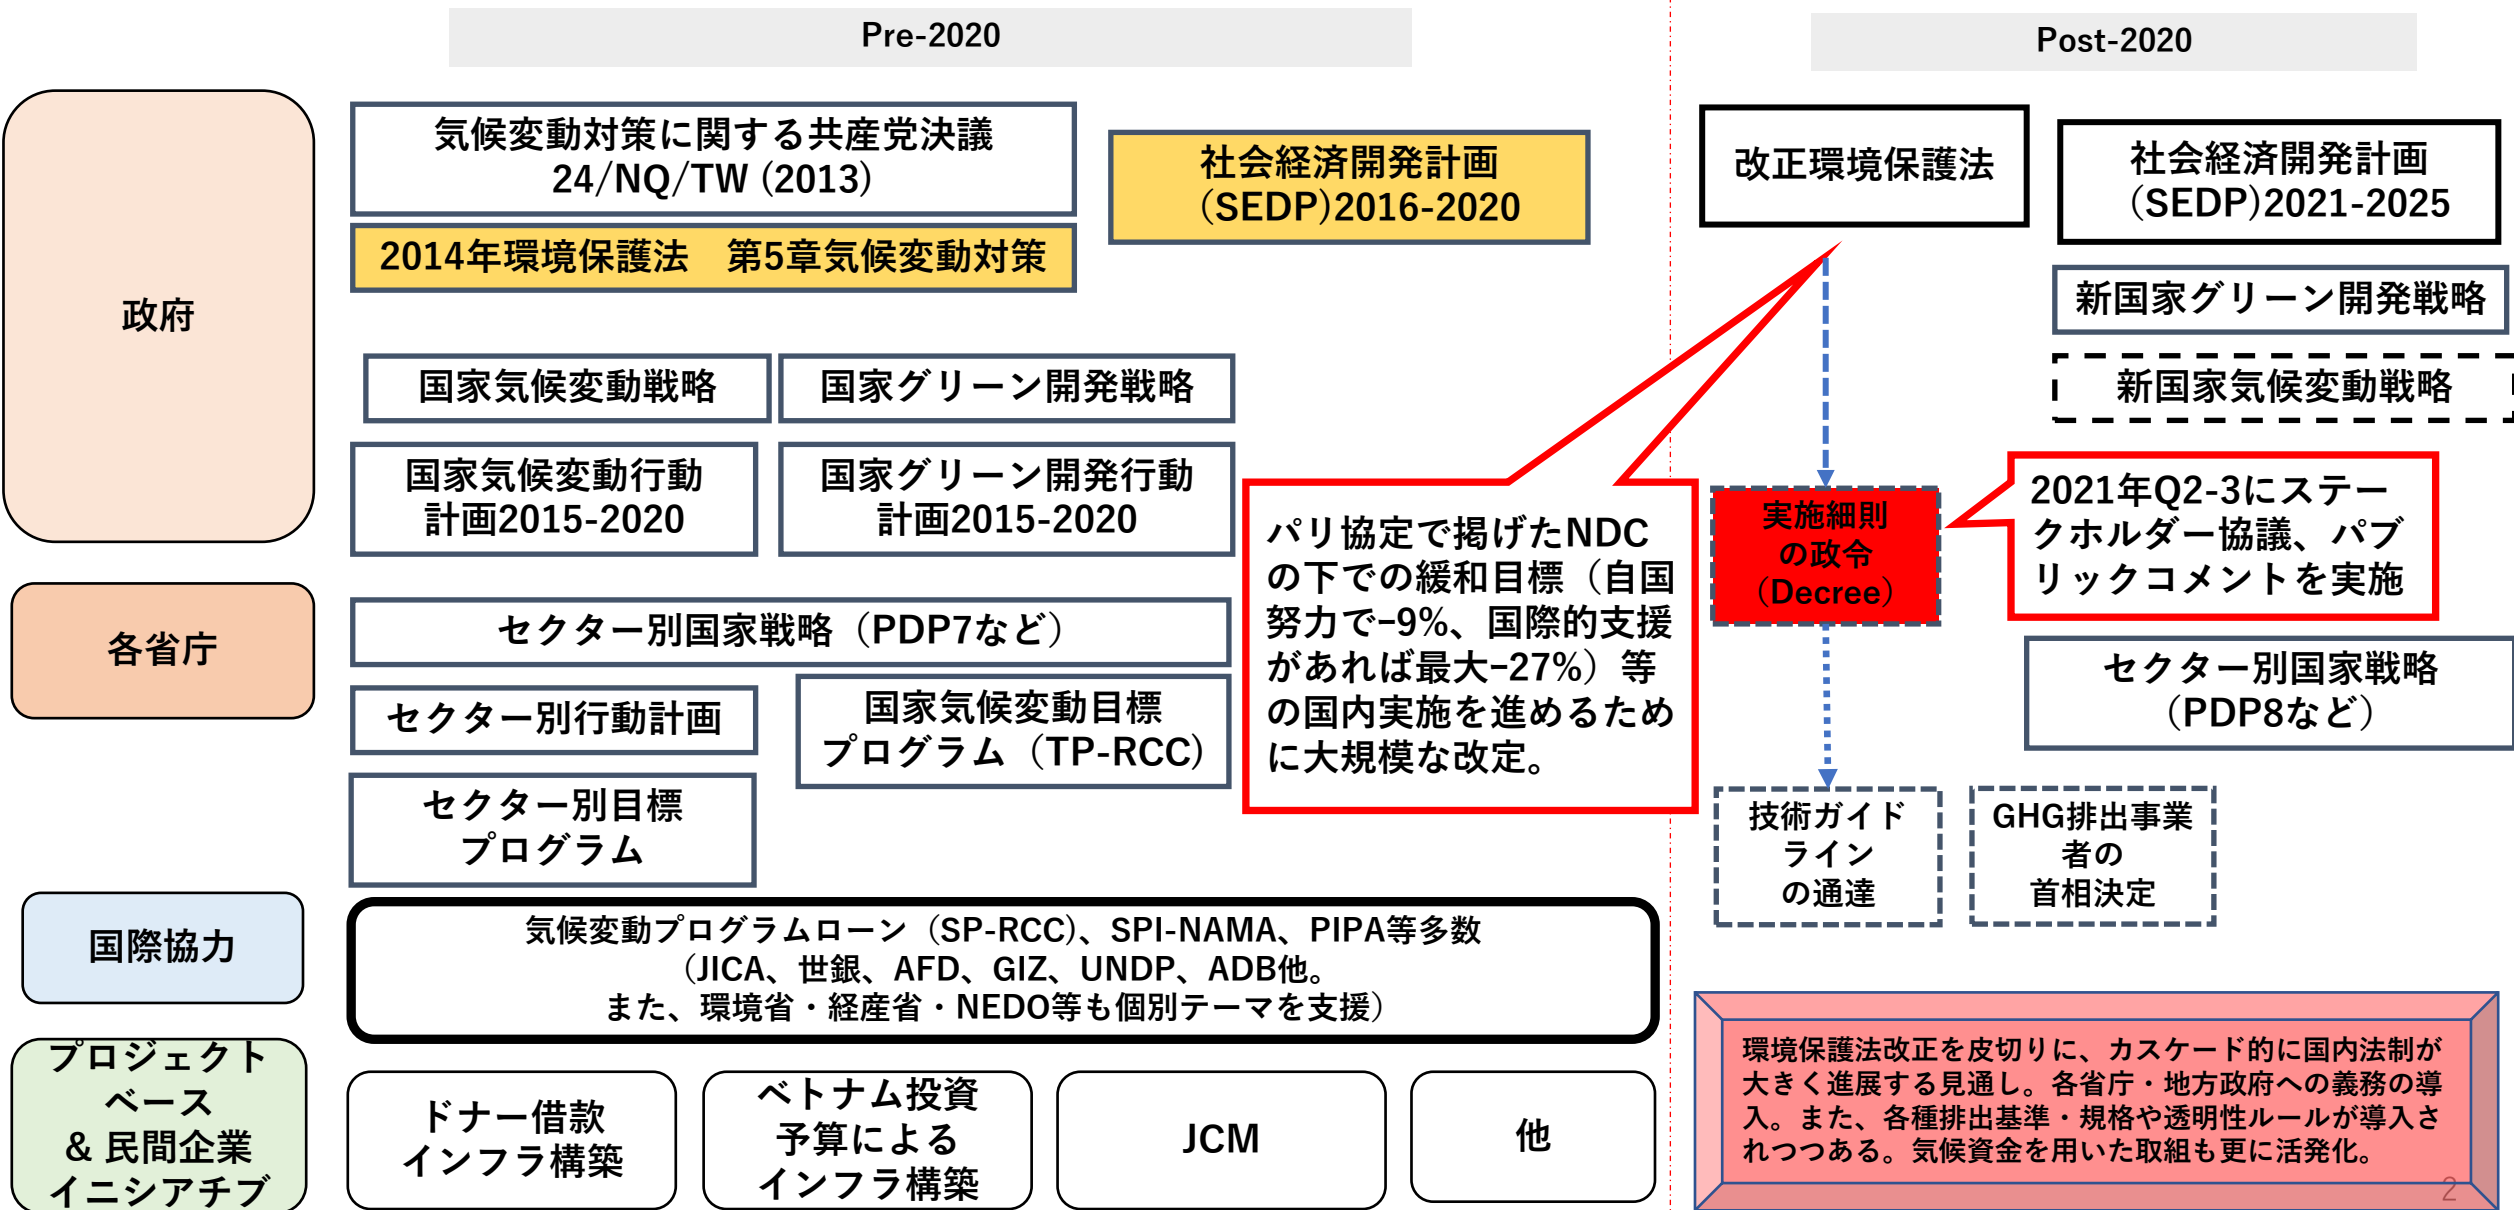 Pre-2020
Post-2020
政府
気候変動対策に関する共産党決議
24/NQ/TW (2013)
2014年環境保護法　第5章気候変動対策
社会経済開発計画
(SEDP)2016-2020
改正環境保護法
社会経済開発計画
(SEDP)2021-2025
新国家グリーン開発戦略
新国家気候変動戦略
国家気候変動戦略
国家グリーン開発戦略
国家気候変動行動
計画2015-2020
国家グリーン開発行動
計画2015-2020
パリ協定で掲げたNDC
の下での緩和目標（自国
努力で-9%、国際的支援
があれば最大-27%）等
の国内実施を進めるため
に大規模な改定。
実施細則
の政令
（Decree）
2021年Q2-3にステー
クホルダー協議、パブ
リックコメントを実施
各省庁
セクター別国家戦略（PDP7など）
セクター別行動計画
国家気候変動目標
プログラム（TP-RCC）
セクター別目標
プログラム
セクター別国家戦略
（PDP8など）
技術ガイド
ライン
の通達
GHG排出事業
者の
首相決定
国際協力
気候変動プログラムローン（SP-RCC）、SPI-NAMA、PIPA等多数
（JICA、世銀、AFD、GIZ、UNDP、ADB他。
また、環境省・経産省・NEDO等も個別テーマを支援）
プロジェクト
ベース
& 民間企業
イニシアチブ
ドナー借款
インフラ構築
ベトナム投資
予算による
インフラ構築
JCM
他
環境保護法改正を皮切りに、カスケード的に国内法制が
大きく進展する見通し。各省庁・地方政府への義務の導
入。また、各種排出基準・規格や透明性ルールが導入さ
れつつある。気候資金を用いた取組も更に活発化。
2